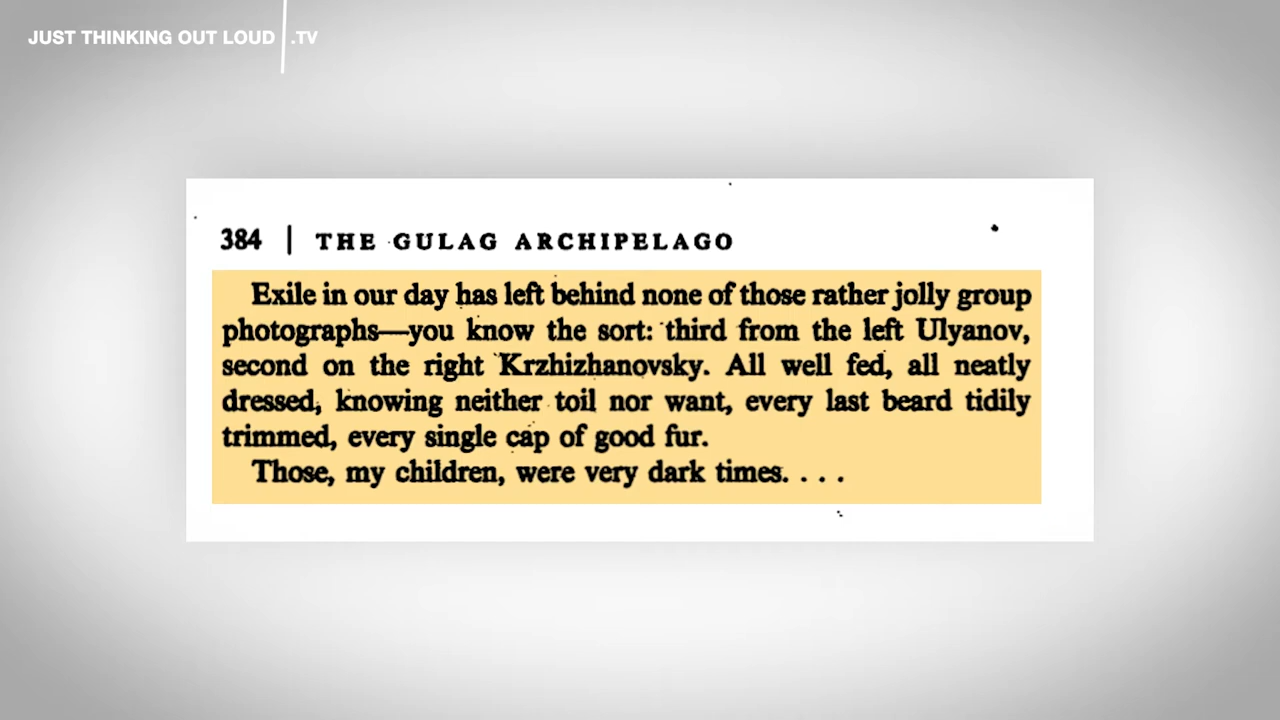 JUST THINKING OUT LOUD .TV
384 | THE GULAG ARCHIPELAGO
Exile in our day has left behind none of those rather jolly group
photographs—you know the sort: third from the left Ulyanov,
second on the right Krzhizhanovsky. All well fed, all neatly
dressed, knowing neither toil nor want, every last beard tidily
trimmed, every single cap of good fur.
Those, my children, were very dark times. . . .